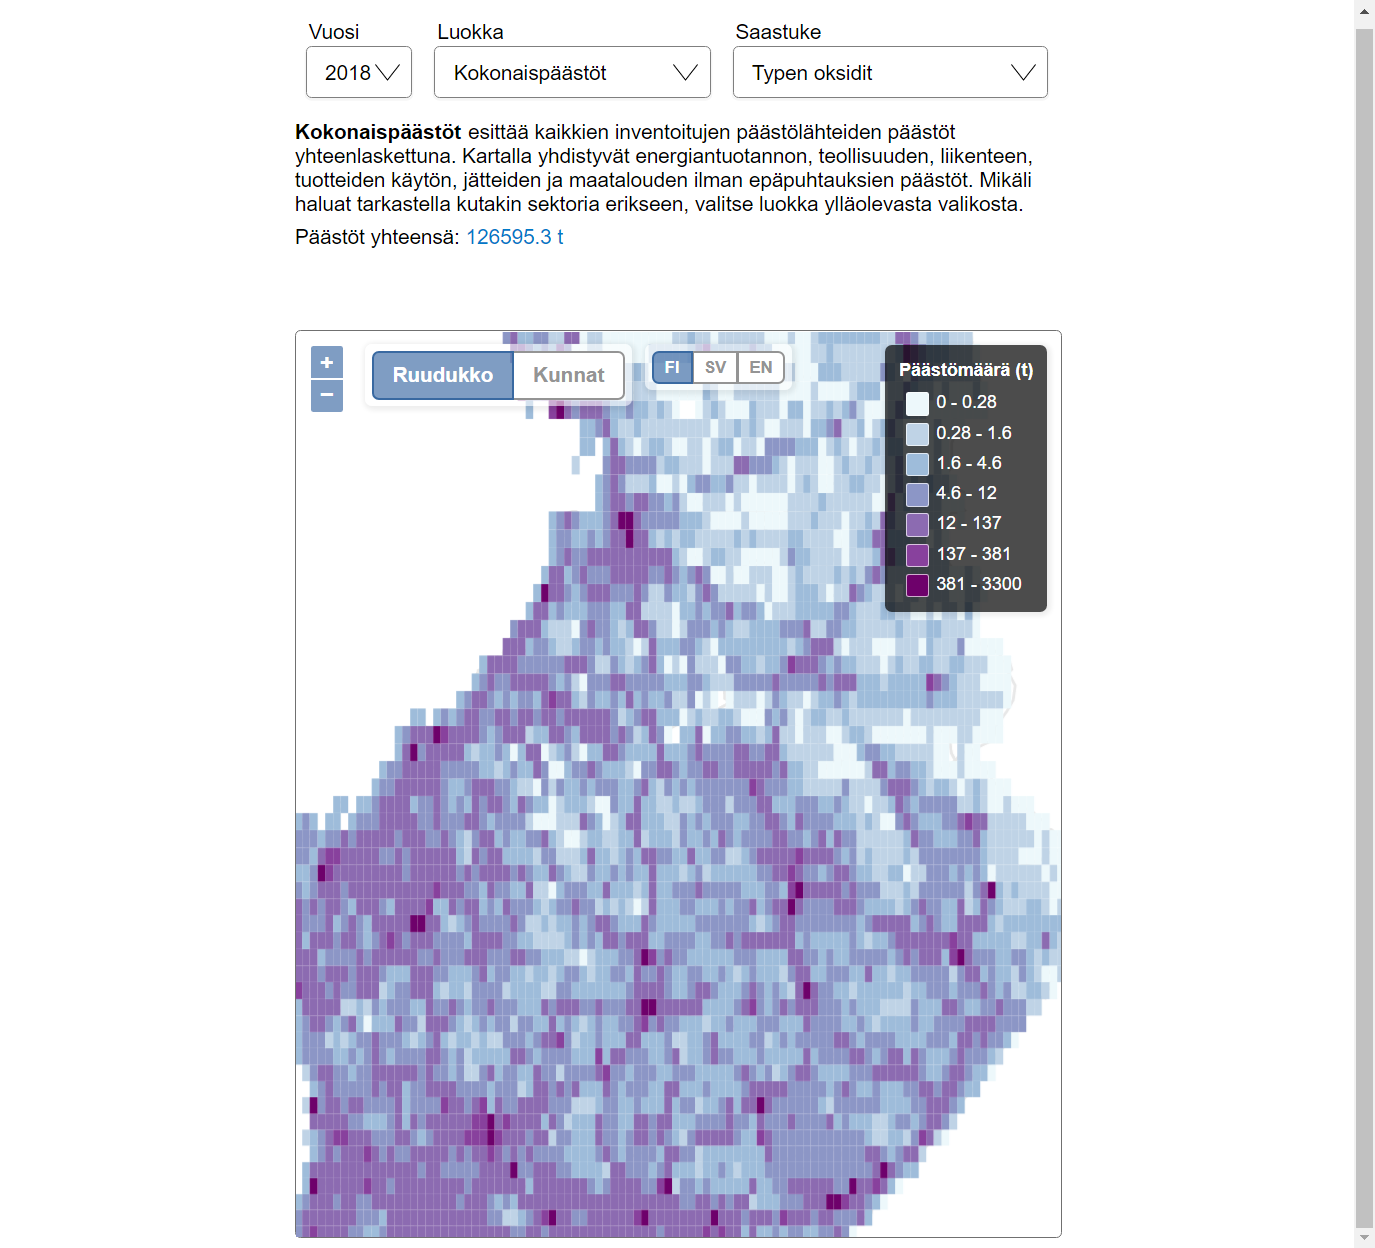 Vuosi Luokka Saastuke
2018 Kokonaispäästöt Typen oksidit
Kokonaispäästöt esittää kaikkien inventoitujen päästölähteiden päästöt
yhteenlaskettuna. Kartalla yhdistyvät energiantuotannon, teollisuuden, liikenteen,
tuotteiden käytön, jätteiden ja maatalouden ilman epäpuhtauksien päästöt. Mikäli
haluat tarkastella kutakin sektoria erikseen, valitse luokka ylläolevasta valikosta.
Päästöt yhteensä: 126595.3 t
+
−
Ruudukko Kunnat
FI SV EN
Päästömäärä (t)
0 - 0.28
0.28 - 1.6
1.6 - 4.6
4.6 - 12
12 - 137
137 - 381
381 - 3300